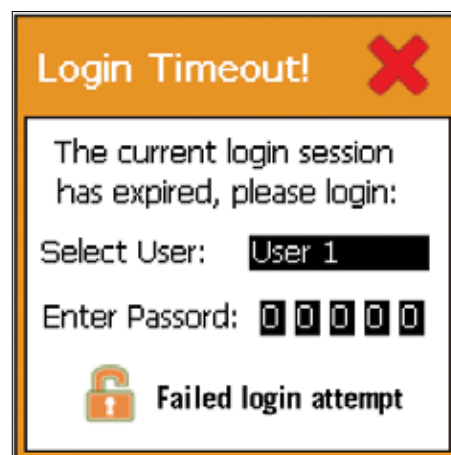 Login Timeout!
The current login session
has expired, please login:
Select User: User 1
Enter Passord: 0 0 0 0 0
Failed login attempt